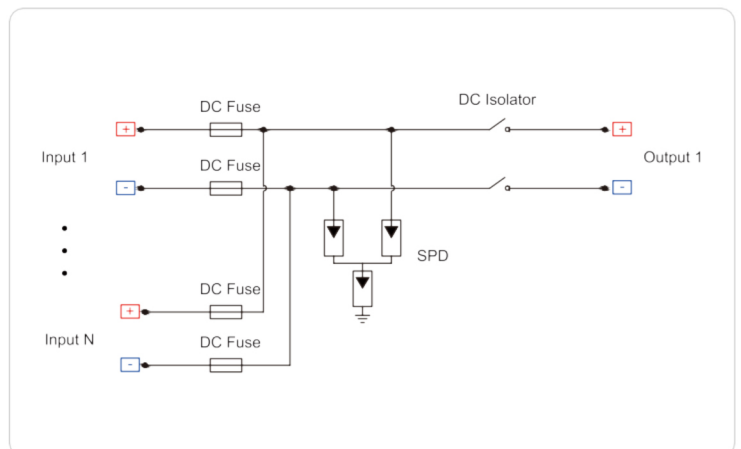 DC Fuse
DC Isolator
+
+
Input 1
Output 1
DC Fuse
-
-
SPD
DC Fuse
+
Input N
DC Fuse
-